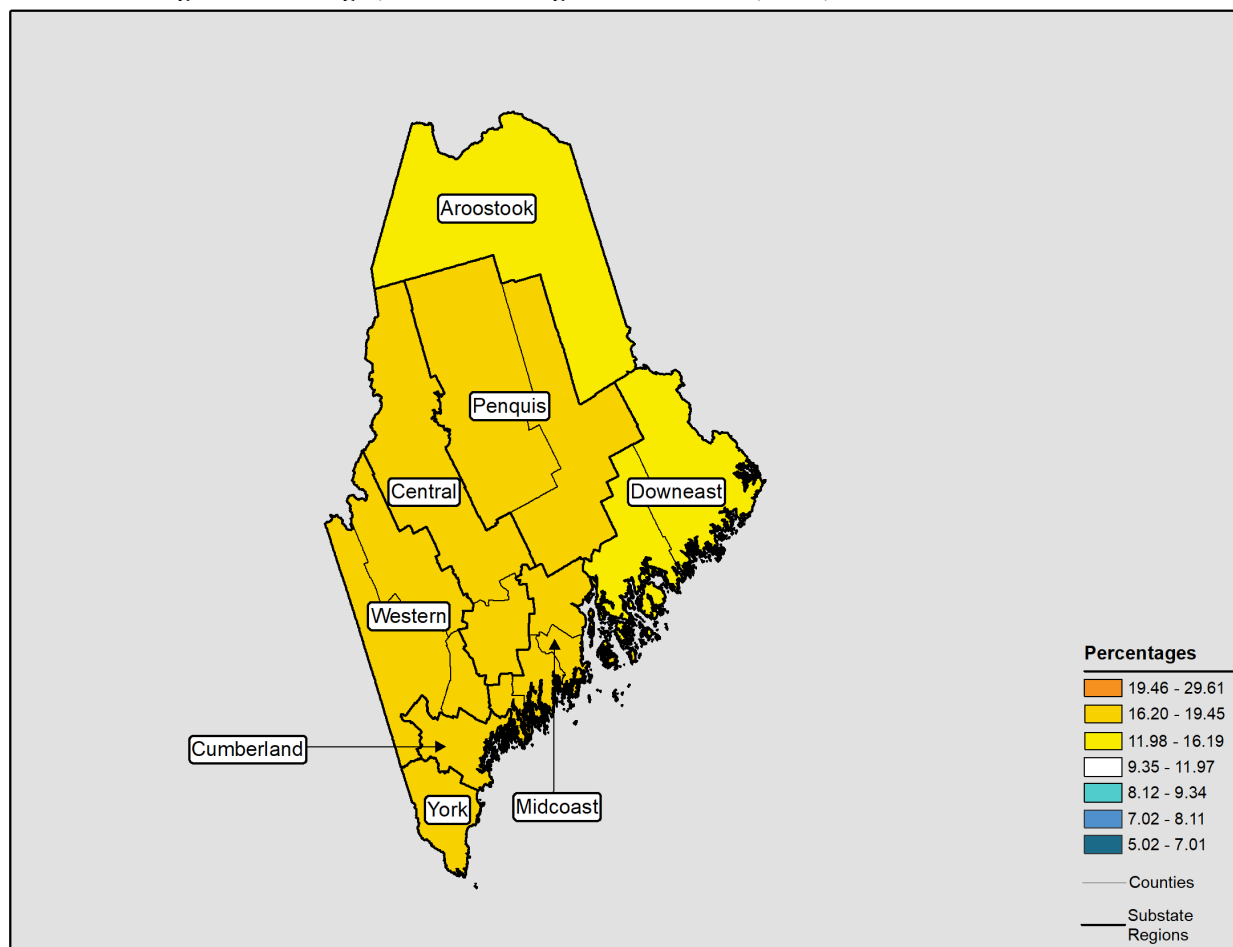 Aroostook
Penquis
Central
Downeast
Western
Cumberland
York
Midcoast
Percentages
19.46 - 29.61
16.20 - 19.45
11.98 - 16.19
9.35 - 11.97
8.12 - 9.34
7.02 - 8.11
5.02 - 7.01
Counties
Substate
Regions